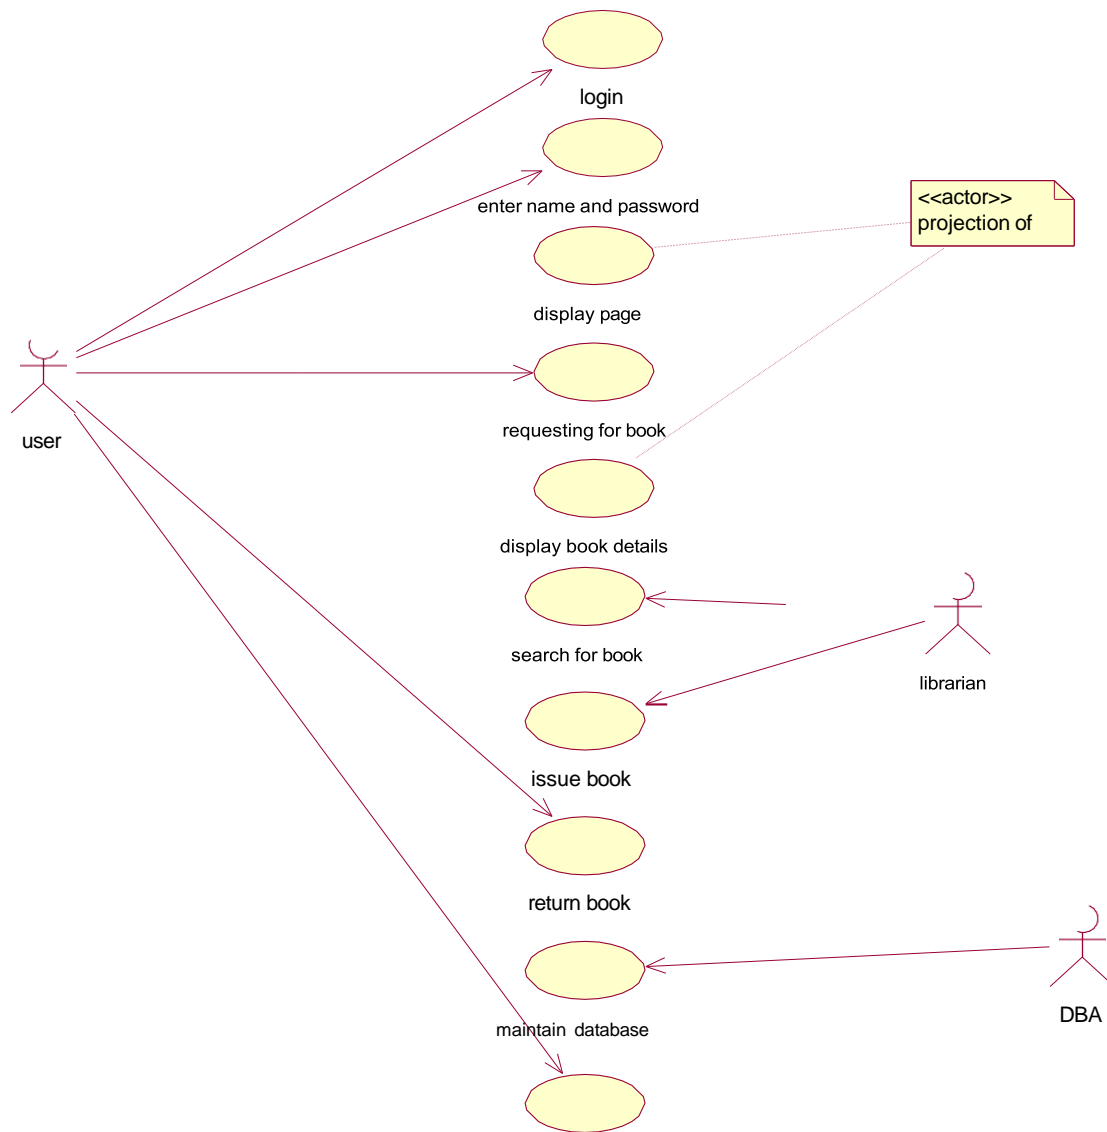 login
enter name and password
<<actor>>
projection of
display page
requesting for book
user
display book details
search for book
librarian
issue book
return book
DBA
maintain database